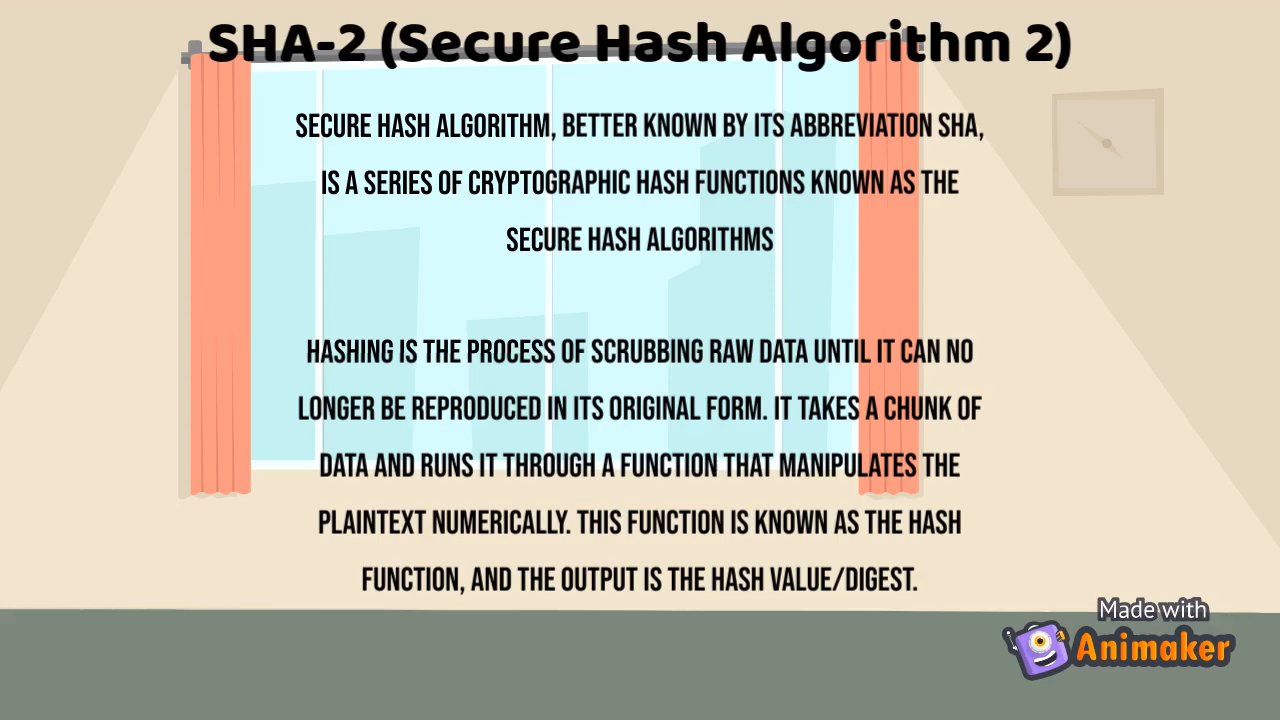 SHA-2 (Secure Hash Algorithm 2)
SECURE HASH ALGORITHM, BETTER KNOWN BY ITS ABBREVIATION SHA,
IS A SERIES OF CRYPTOGRAPHIC HASH FUNCTIONS KNOWN AS THE
SECURE HASH ALGORITHMS
HASHING IS THE PROCESS OF SCRUBBING RAW DATA UNTIL IT CAN NO
LONGER BE REPRODUCED IN ITS ORIGINAL FORM. IT TAKES A CHUNK OF
DATA AND RUNS IT THROUGH A FUNCTION THAT MANIPULATES THE
PLAINTEXT NUMERICALLY. THIS FUNCTION IS KNOWN AS THE HASH
FUNCTION, AND THE OUTPUT IS THE HASH VALUE/DIGEST.
Made with
Animaker